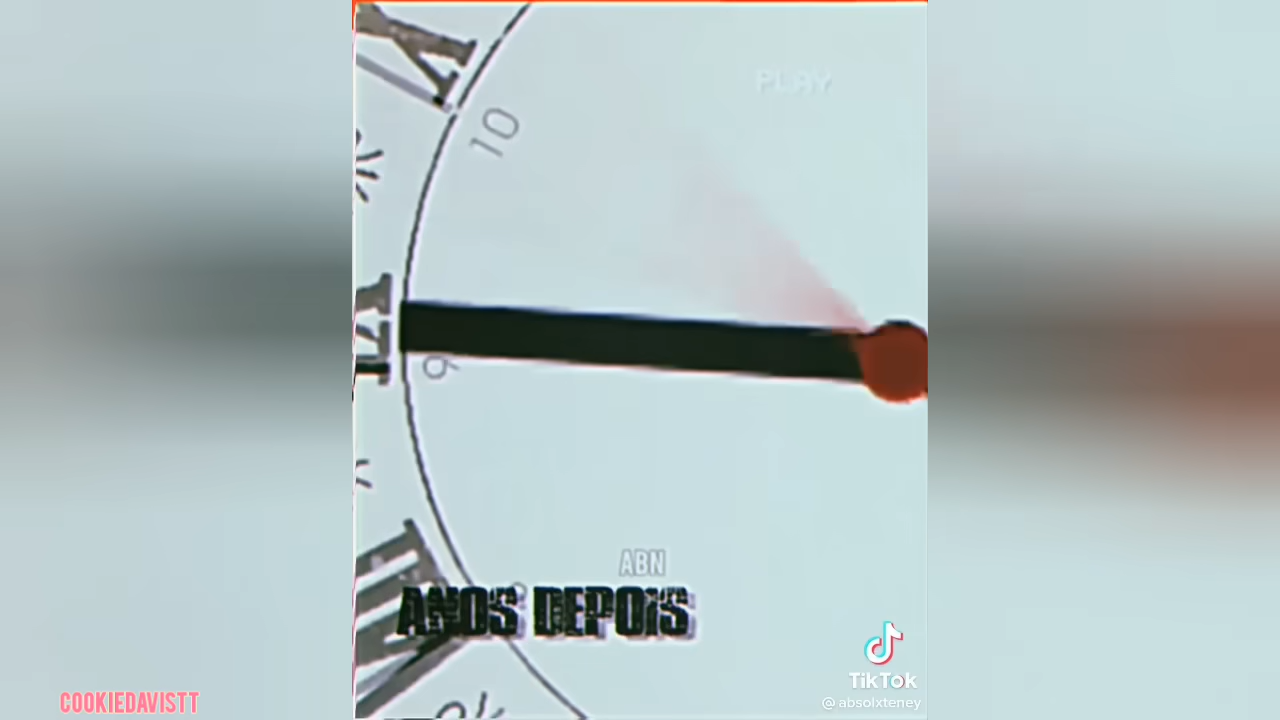 PLAY
10
9
ABN
ANOS DEPOIS
TikTok
@absolxteney
COOKIEDAVISTT